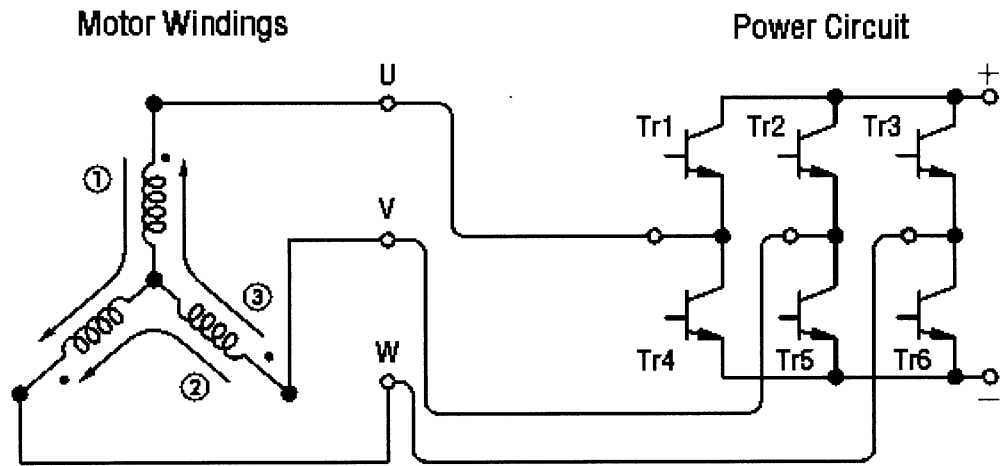 Motor Windings
Power Circuit
U
+
Tr1
Tr2
Tr3
①
V
③
W
Tr4
Tr5
Tr6
②
−